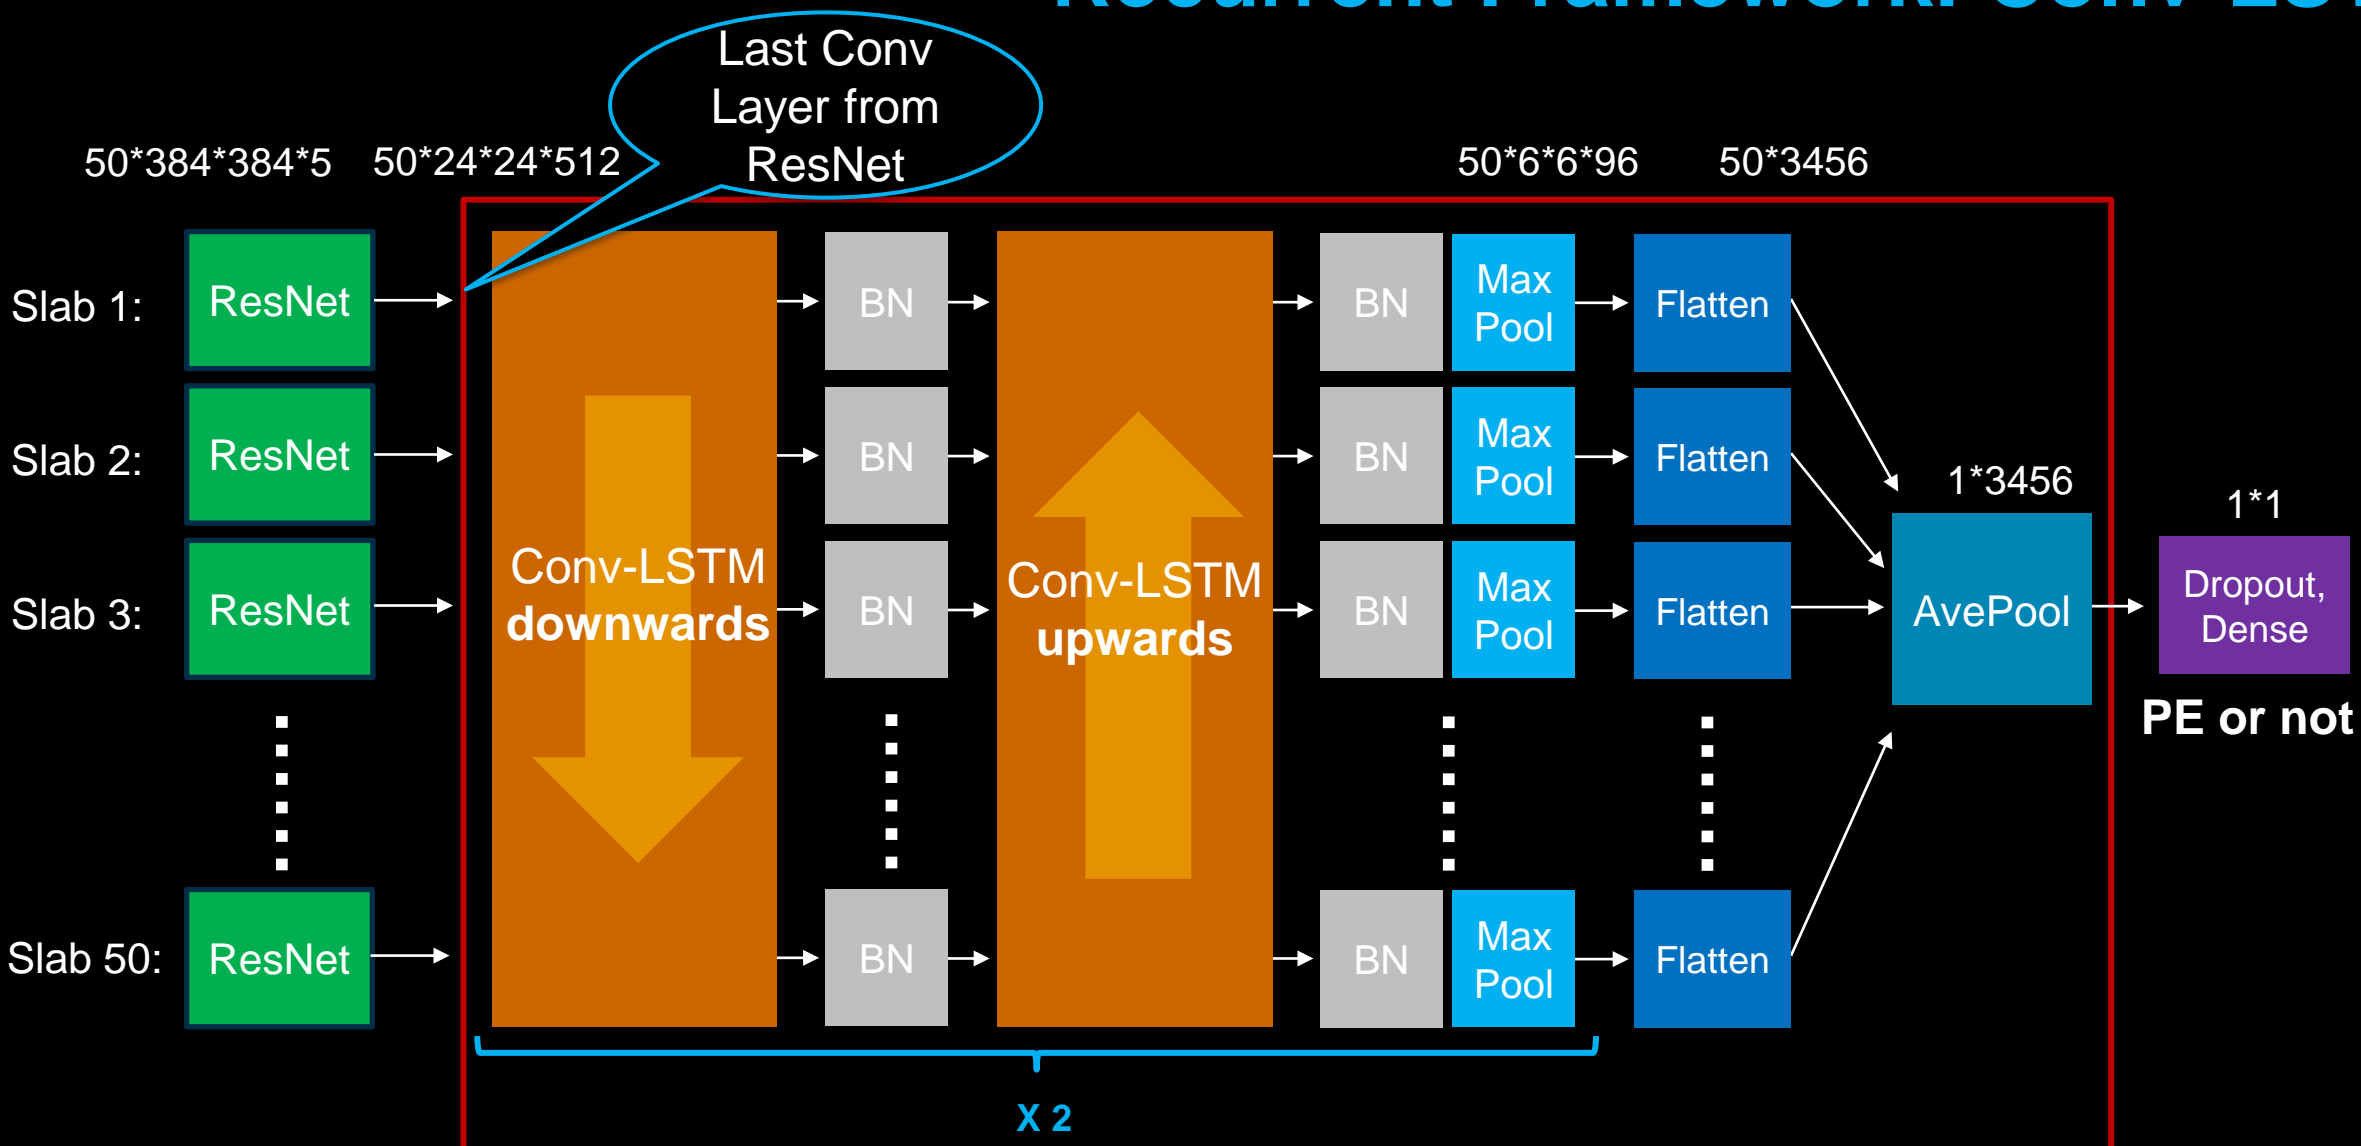 Last Conv
Layer from
ResNet
50*384*384*5 50*24*24*512 50*6*6*96 50*3456
Slab 1: ResNet BN BN Max Pool Flatten
Slab 2: ResNet BN BN Max Pool Flatten
1*3456
1*1
Conv-LSTM
downwards
Conv-LSTM
upwards
Slab 3: ResNet BN BN Max Pool Flatten AvePool
Dropout,
Dense
PE or not
Slab 50: ResNet BN BN Max Pool Flatten
X 2